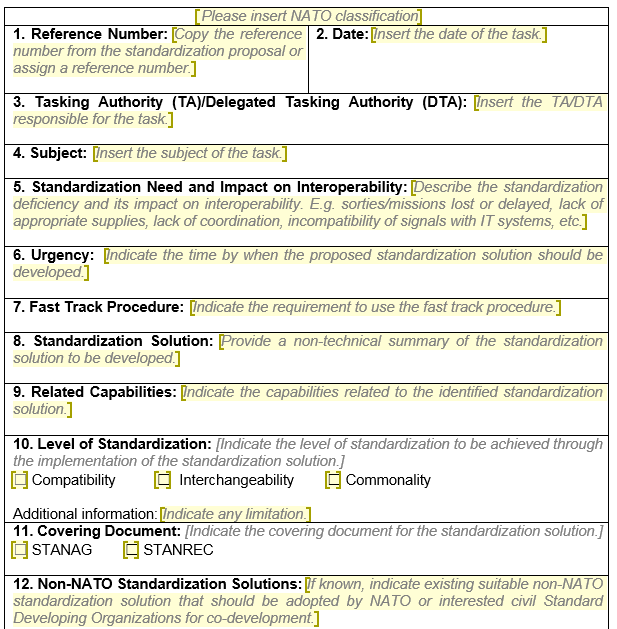 [Please insert NATO classification]
1. Reference Number: [Copy the reference
number from the standardization proposal or
assign a reference number.]
2. Date: [Insert the date of the task.]
3. Tasking Authority (TA)/Delegated Tasking Authority (DTA): [Insert the TA/DTA
responsible for the task.]
4. Subject: [Insert the subject of the task.]
5. Standardization Need and Impact on Interoperability: [Describe the standardization
deficiency and its impact on interoperability. E.g. sorties/missions lost or delayed, lack of
appropriate supplies, lack of coordination, incompatibility of signals with IT systems, etc.]
6. Urgency: [Indicate the time by when the proposed standardization solution should be
developed.]
7. Fast Track Procedure: [Indicate the requirement to use the fast track procedure.]
8. Standardization Solution: [Provide a non-technical summary of the standardization
solution to be developed.]
9. Related Capabilities: [Indicate the capabilities related to the identified standardization
solution.]
10. Level of Standardization: [Indicate the level of standardization to be achieved through
the implementation of the standardization solution.]
[☐] Compatibility [☐] Interchangeability [☐] Commonality
Additional information: [Indicate any limitation.]
11. Covering Document: [Indicate the covering document for the standardization solution.]
[☐] STANAG [☐] STANREC
12. Non-NATO Standardization Solutions: [If known, indicate existing suitable non-NATO
standardization solution that should be adopted by NATO or interested civil Standard
Developing Organizations for co-development.]